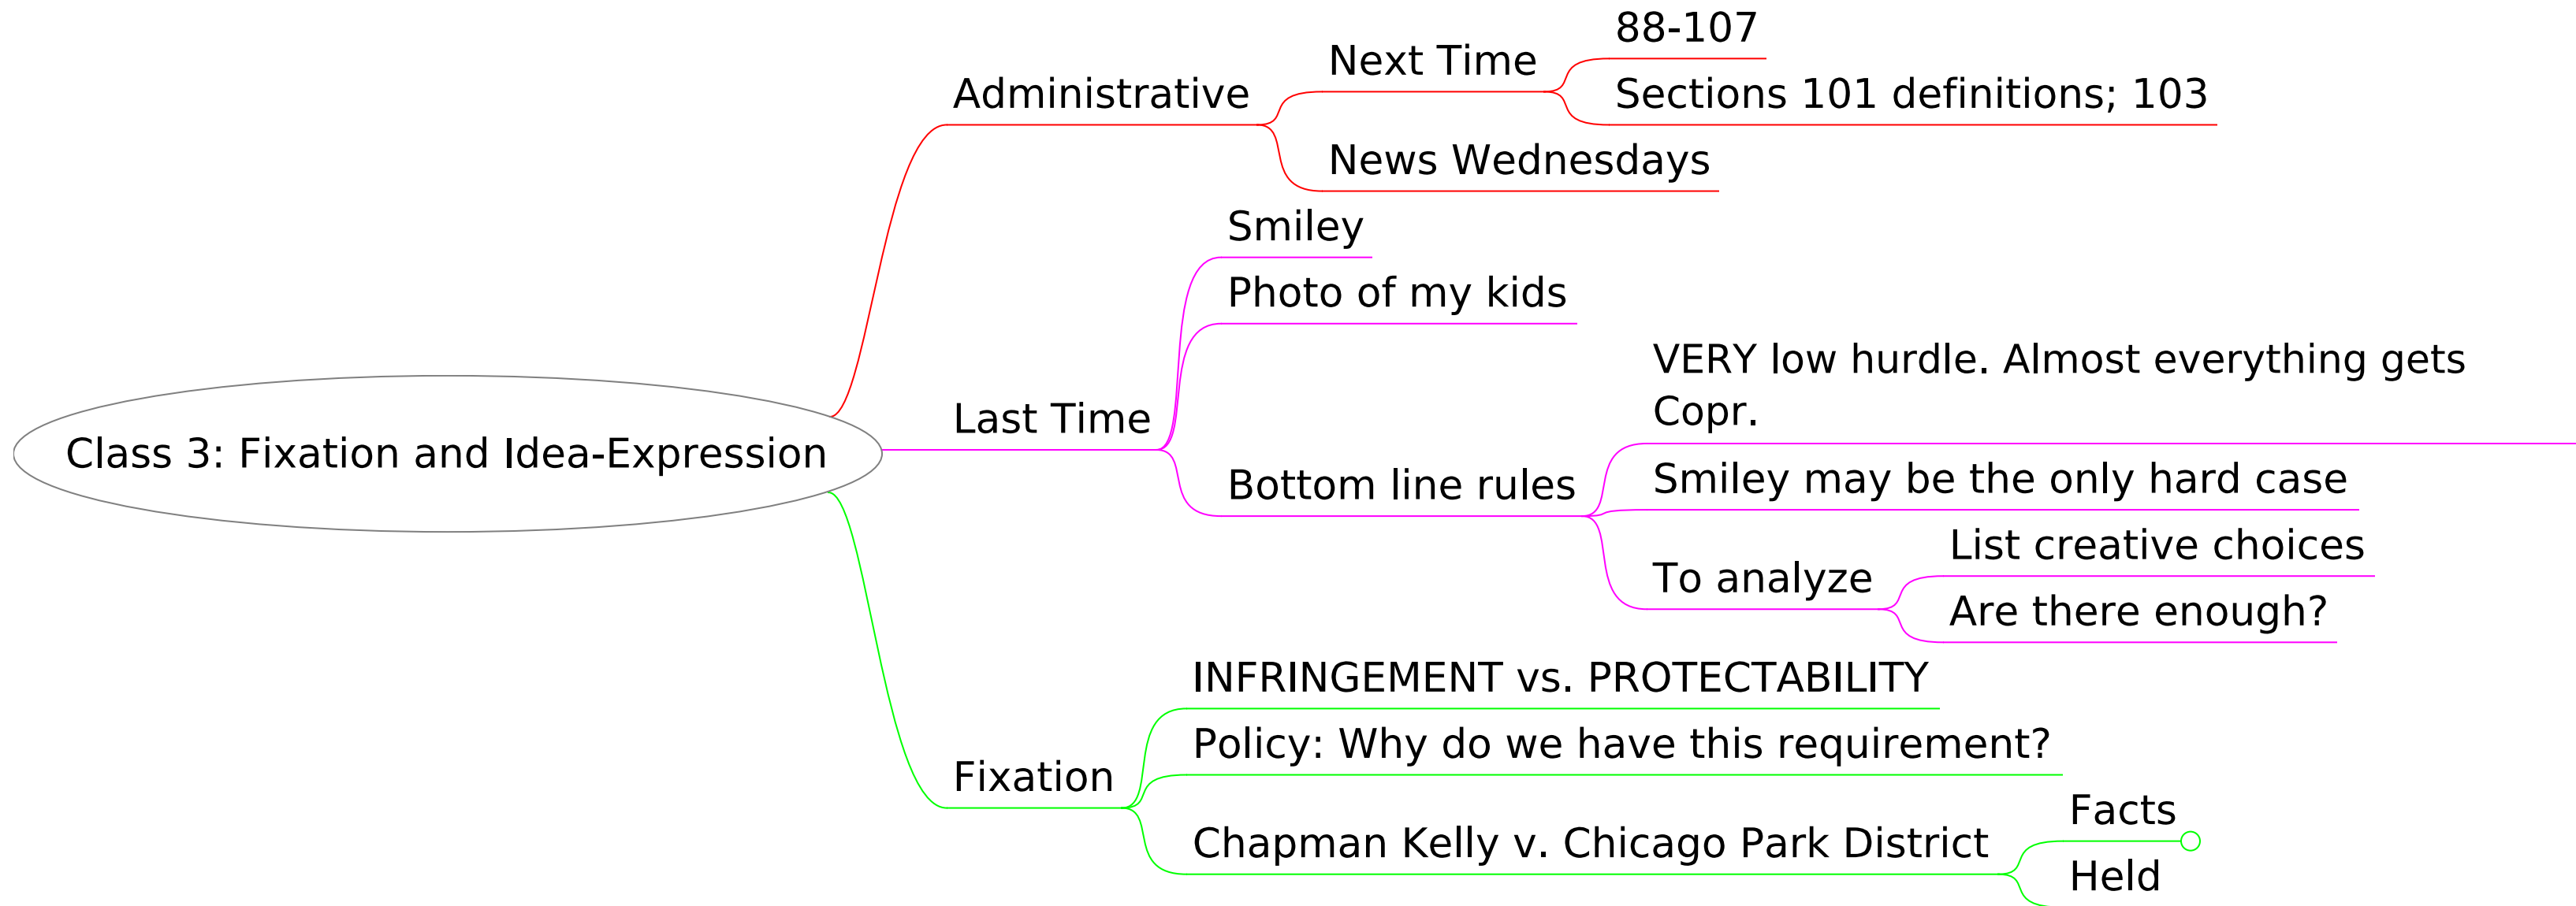 88-107
Next Time
Sections 101 definitions; 103
Administrative
News Wednesdays
Smiley
Photo of my kids
VERY low hurdle. Almost everything gets
Copr.
Last Time
Class 3: Fixation and Idea-Expression
Bottom line rules
Smiley may be the only hard case
List creative choices
To analyze
Are there enough?
INFRINGEMENT vs. PROTECTABILITY
Policy: Why do we have this requirement?
Fixation
Facts
Chapman Kelly v. Chicago Park District
Held